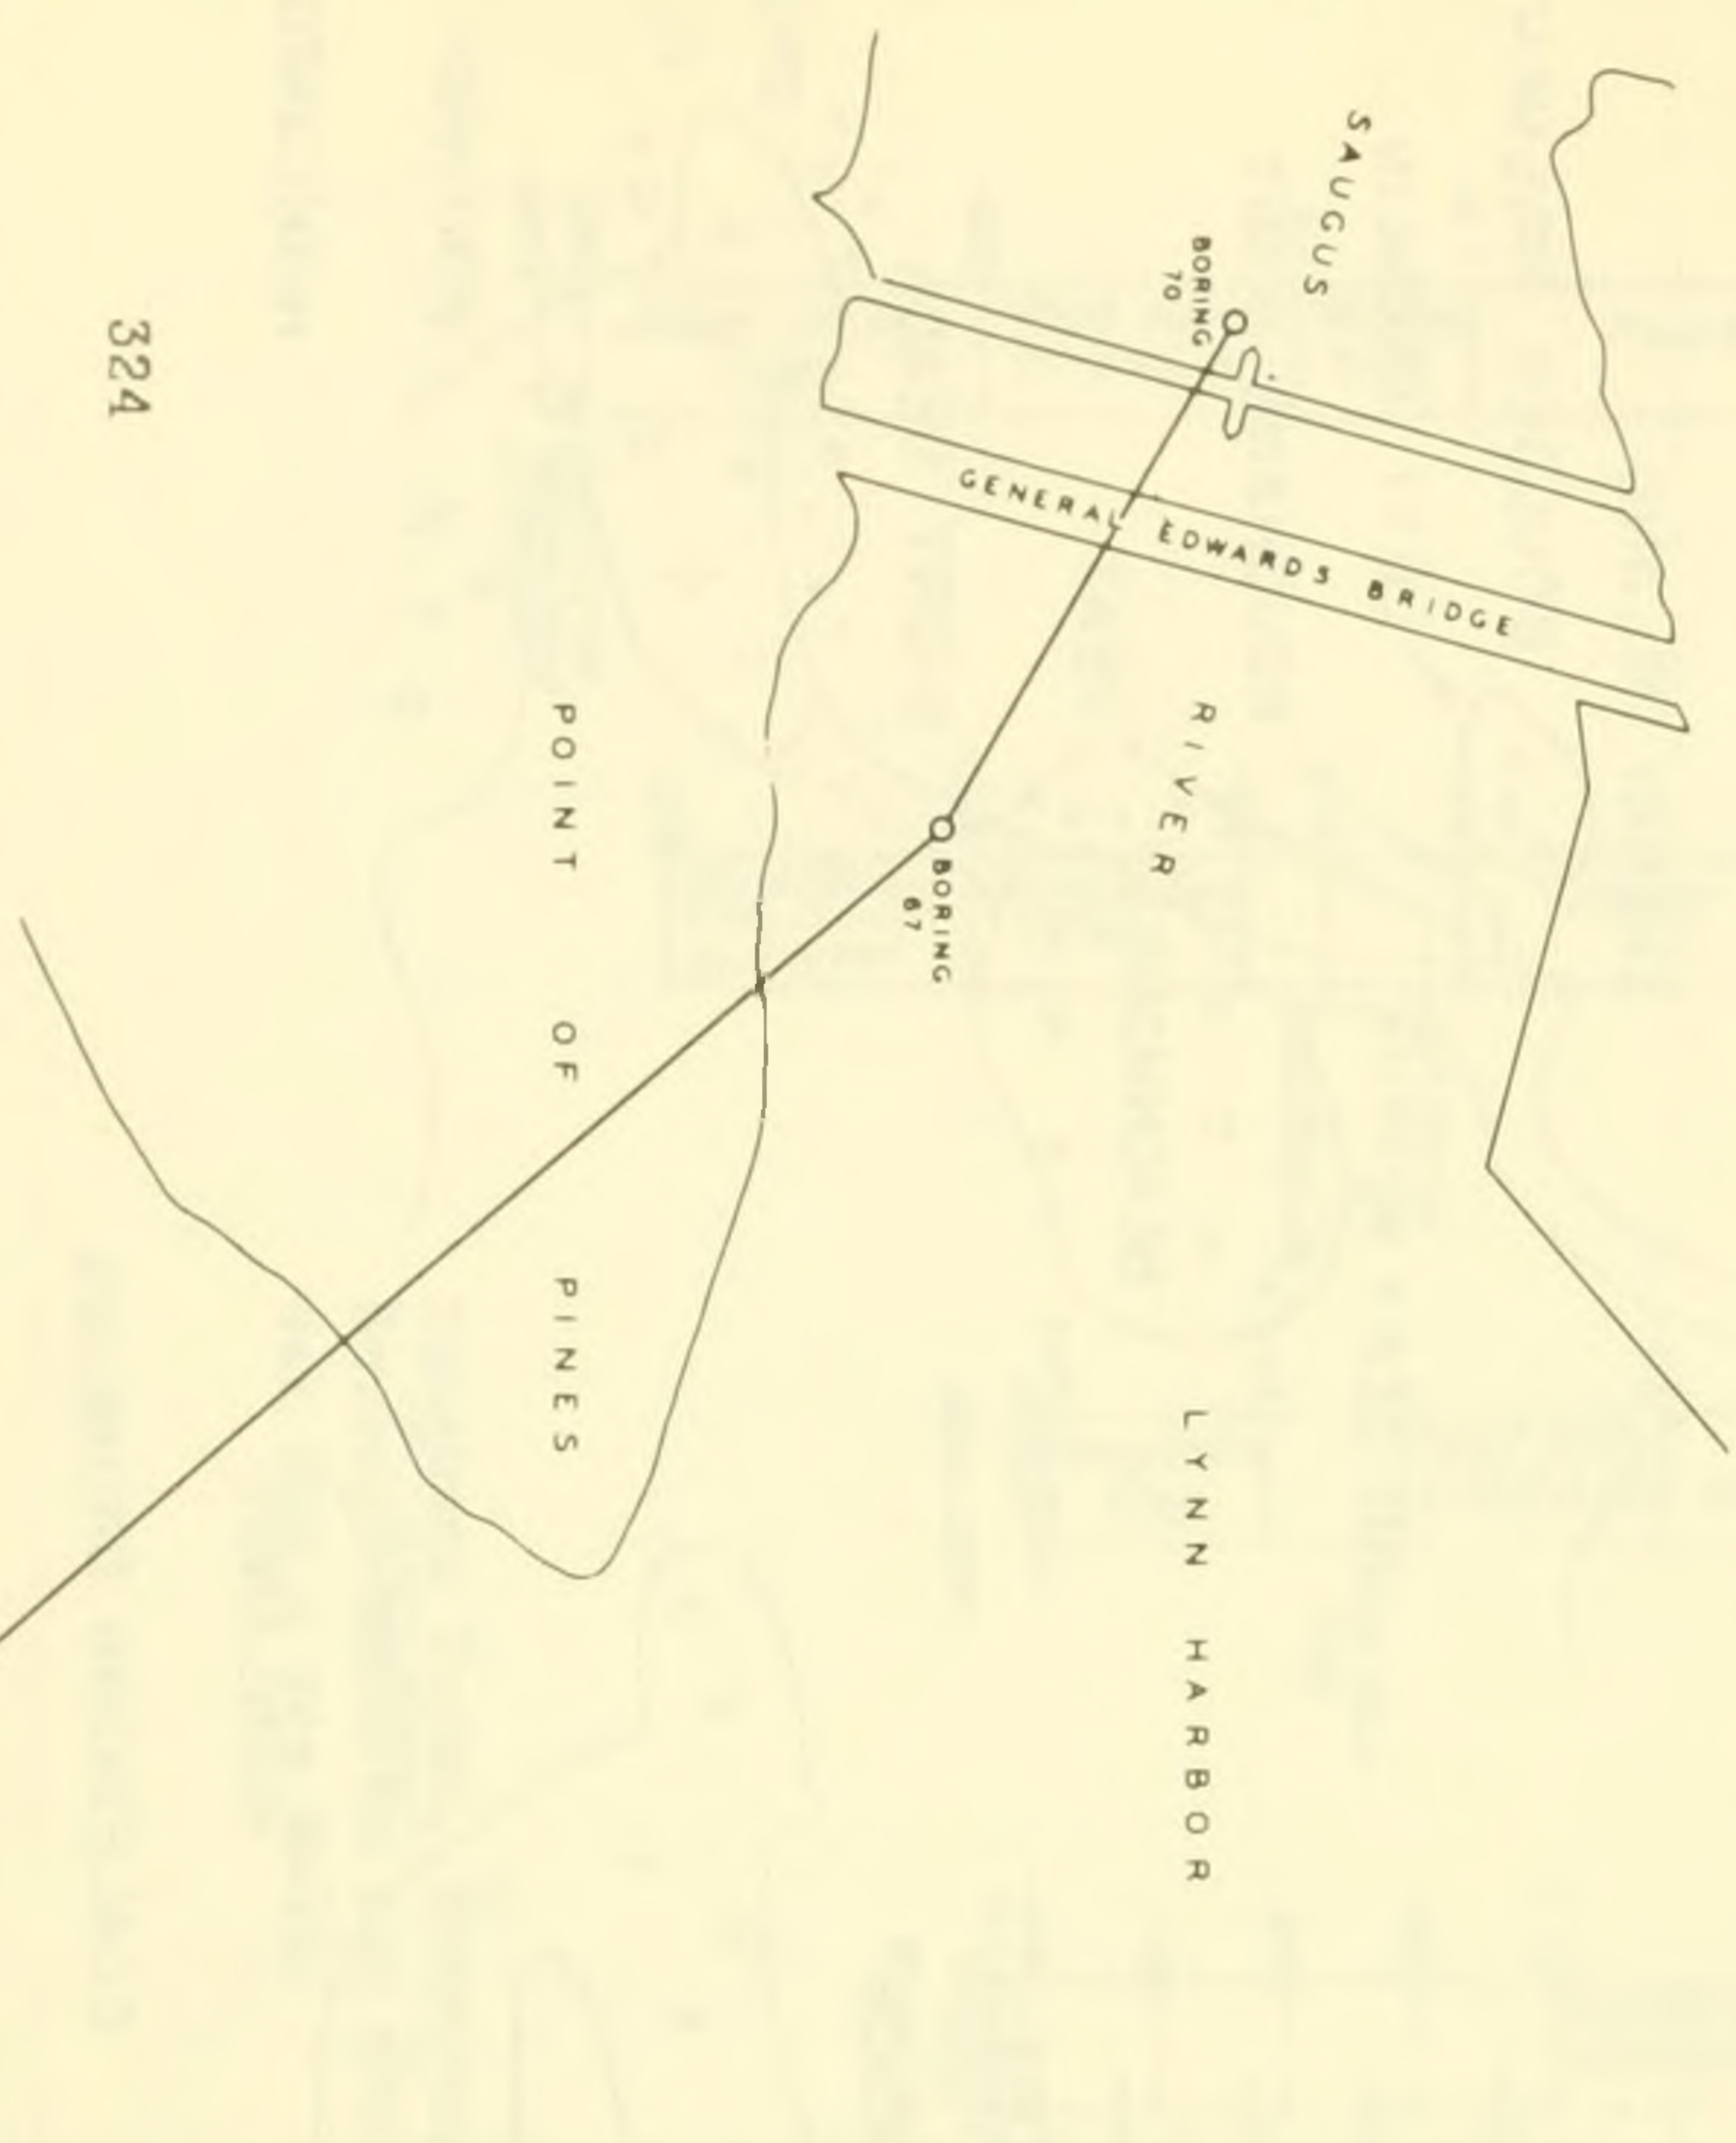 SAUGUS
RIVER
BORING
70
GENERAL EDWARDS BRIDGE
BORING
67
LYNN HARBOR
POINT OF PINES
324